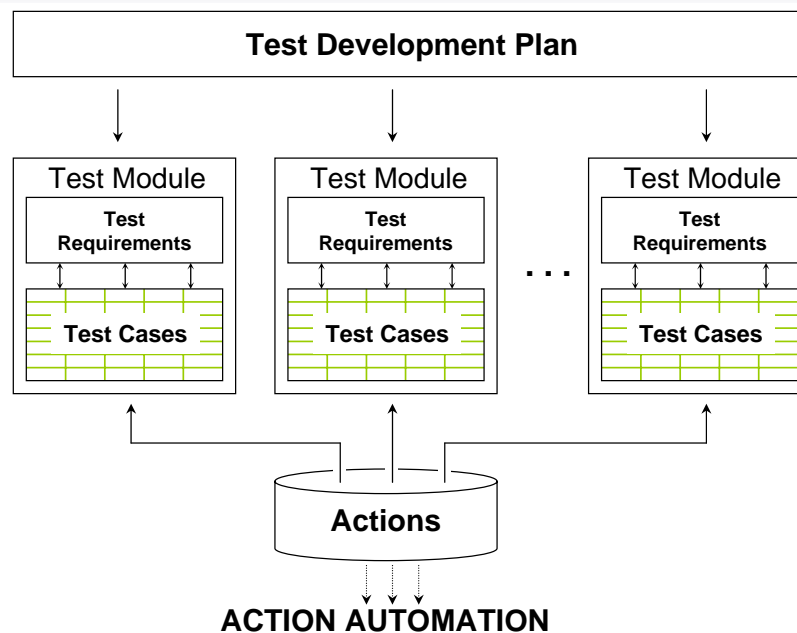 Test Development Plan
Test Module
Test
Requirements
Test Cases
Test Module
Test
Requirements
Test Cases
. . .
Test Module
Test
Requirements
Test Cases
Actions
ACTION AUTOMATION